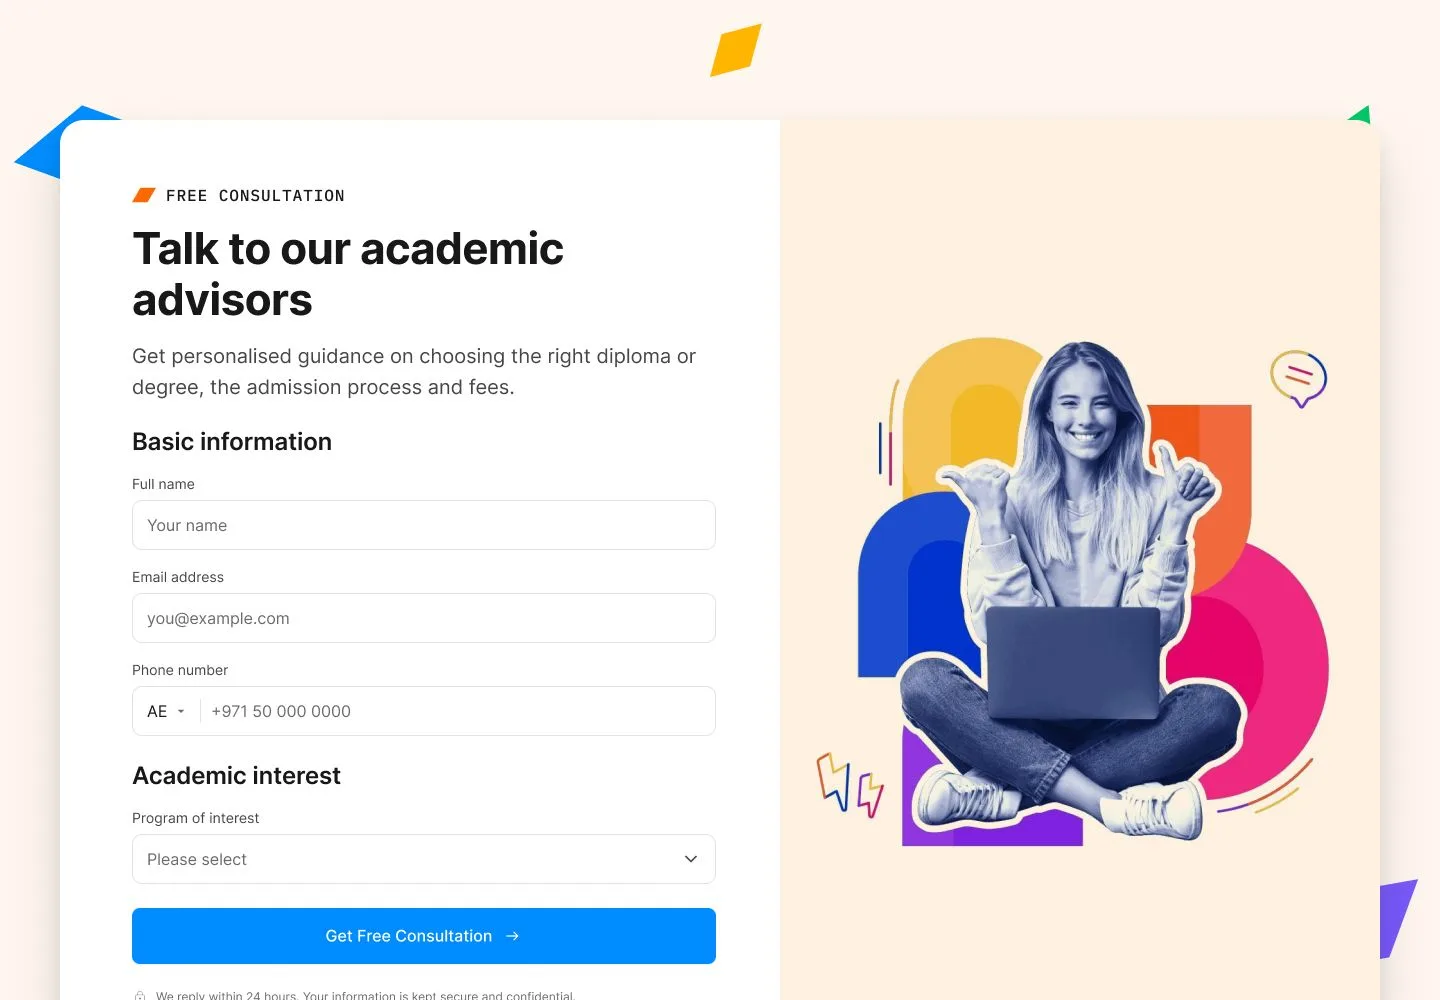 FREE CONSULTATION
Talk to our academic
advisors
Get personalised guidance on choosing the right diploma or
degree, the admission process and fees.
Basic information
Full name
Your name
Email address
you@example.com
Phone number
AE +971 50 000 0000
Academic interest
Program of interest
Please select
Get Free Consultation →
We reply within 24 hours. Your information is kept secure and confidential.